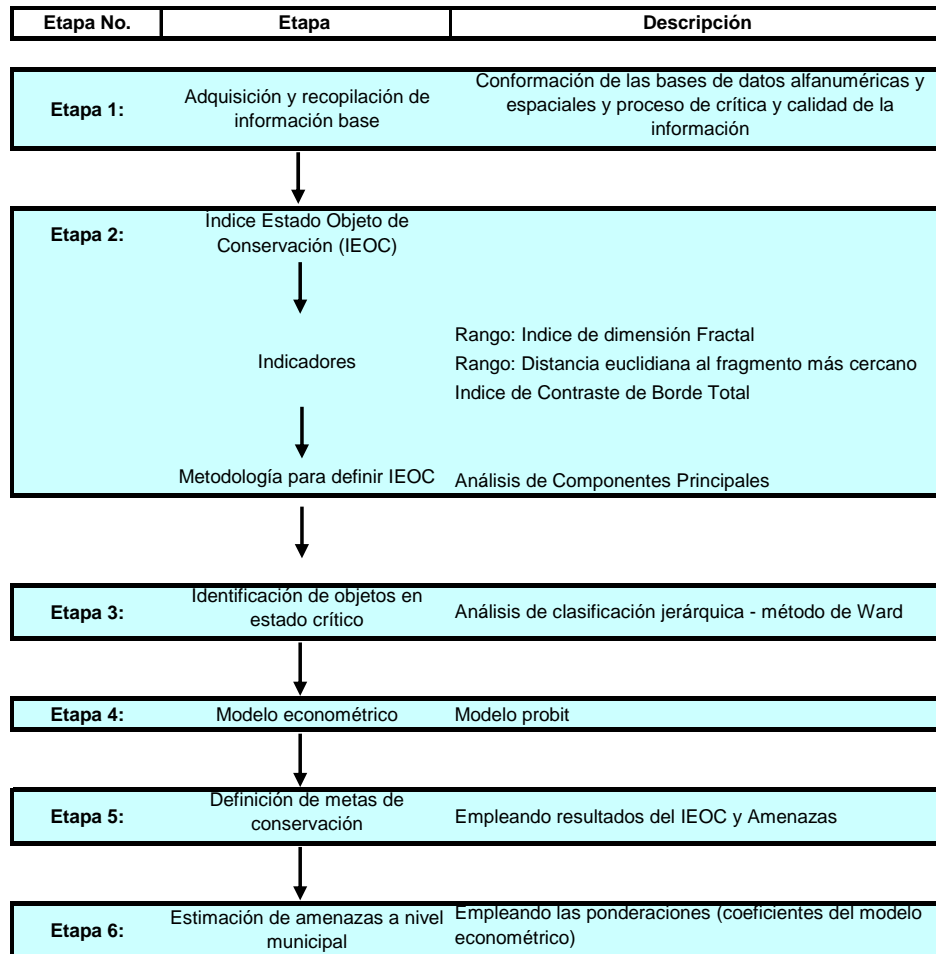 Etapa No. Etapa Descripción
Etapa 1:
Adquisición y recopilación de
información base
Conformación de las bases de datos alfanuméricas y
espaciales y proceso de crítica y calidad de la
información
Etapa 2:
Índice Estado Objeto de
Conservación (IEOC)
Indicadores
Rango: Indice de dimensión Fractal
Rango: Distancia euclidiana al fragmento más cercano
Indice de Contraste de Borde Total
Metodología para definir IEOC
Análisis de Componentes Principales
Etapa 3:
Identificación de objetos en
estado crítico
Análisis de clasificación jerárquica - método de Ward
Etapa 4:
Modelo econométrico
Modelo probit
Etapa 5:
Definición de metas de
conservación
Empleando resultados del IEOC y Amenazas
Etapa 6:
Estimación de amenazas a nivel
municipal
Empleando las ponderaciones (coeficientes del modelo
econométrico)